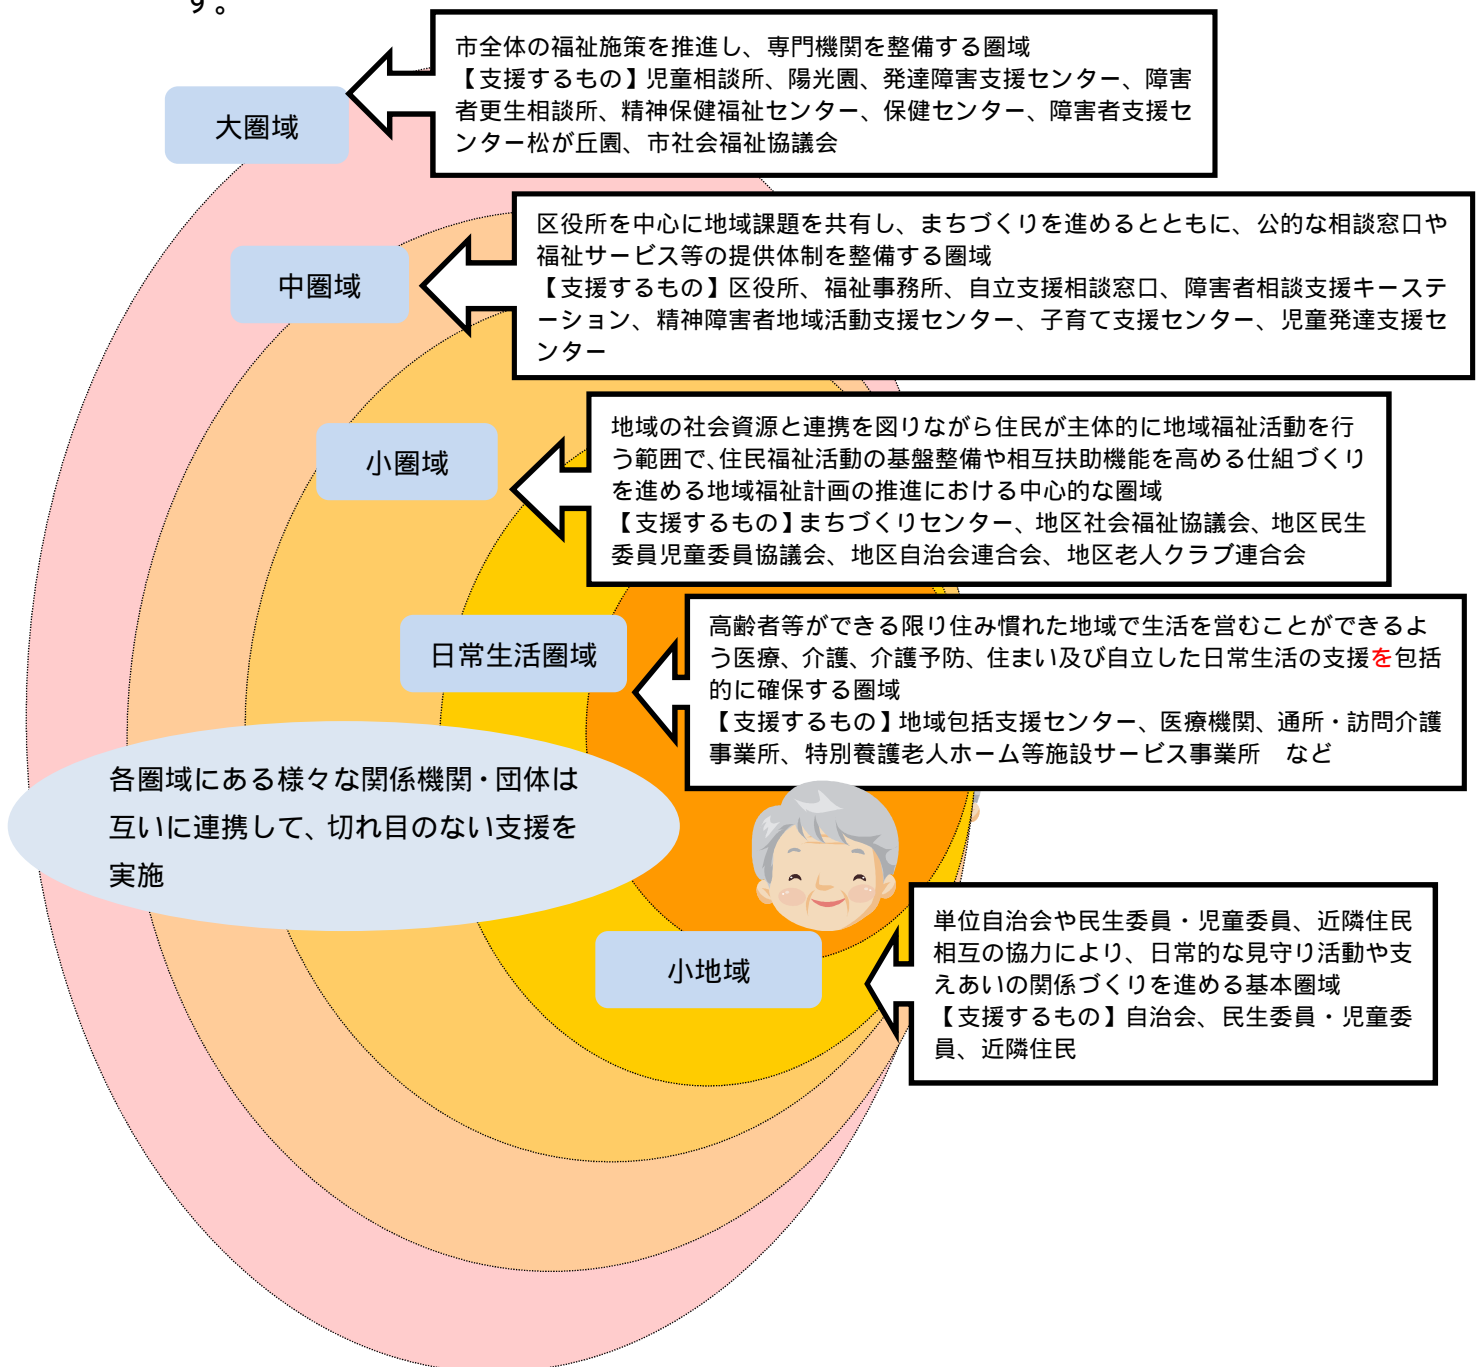 す。
市全体の福祉施策を推進し、専門機関を整備する圏域
【支援するもの】児童相談所、陽光園、発達障害支援センター、障害
者更生相談所、精神保健福祉センター、保健センター、障害者支援セ
ンター松が丘園、市社会福祉協議会
大圏域
区役所を中心に地域課題を共有し、まちづくりを進めるとともに、公的な相談窓口や
福祉サービス等の提供体制を整備する圏域
【支援するもの】区役所、福祉事務所、自立支援相談窓口、障害者相談支援キーステ
ーション、精神障害者地域活動支援センター、子育て支援センター、児童発達支援セ
ンター
中圏域
地域の社会資源と連携を図りながら住民が主体的に地域福祉活動を行
う範囲で、住民福祉活動の基盤整備や相互扶助機能を高める仕組づくり
を進める地域福祉計画の推進における中心的な圏域
【支援するもの】まちづくりセンター、地区社会福祉協議会、地区民生
委員児童委員協議会、地区自治会連合会、地区老人クラブ連合会
小圏域
高齢者等ができる限り住み慣れた地域で生活を営むことができるよ
う医療、介護、介護予防、住まい及び自立した日常生活の支援を包括
的に確保する圏域
【支援するもの】地域包括支援センター、医療機関、通所・訪問介護
事業所、特別養護老人ホーム等施設サービス事業所　など
日常生活圏域
各圏域にある様々な関係機関・団体は
互いに連携して、切れ目のない支援を
実施
単位自治会や民生委員・児童委員、近隣住民
相互の協力により、日常的な見守り活動や支
えあいの関係づくりを進める基本圏域
【支援するもの】自治会、民生委員・児童委
員、近隣住民
小地域